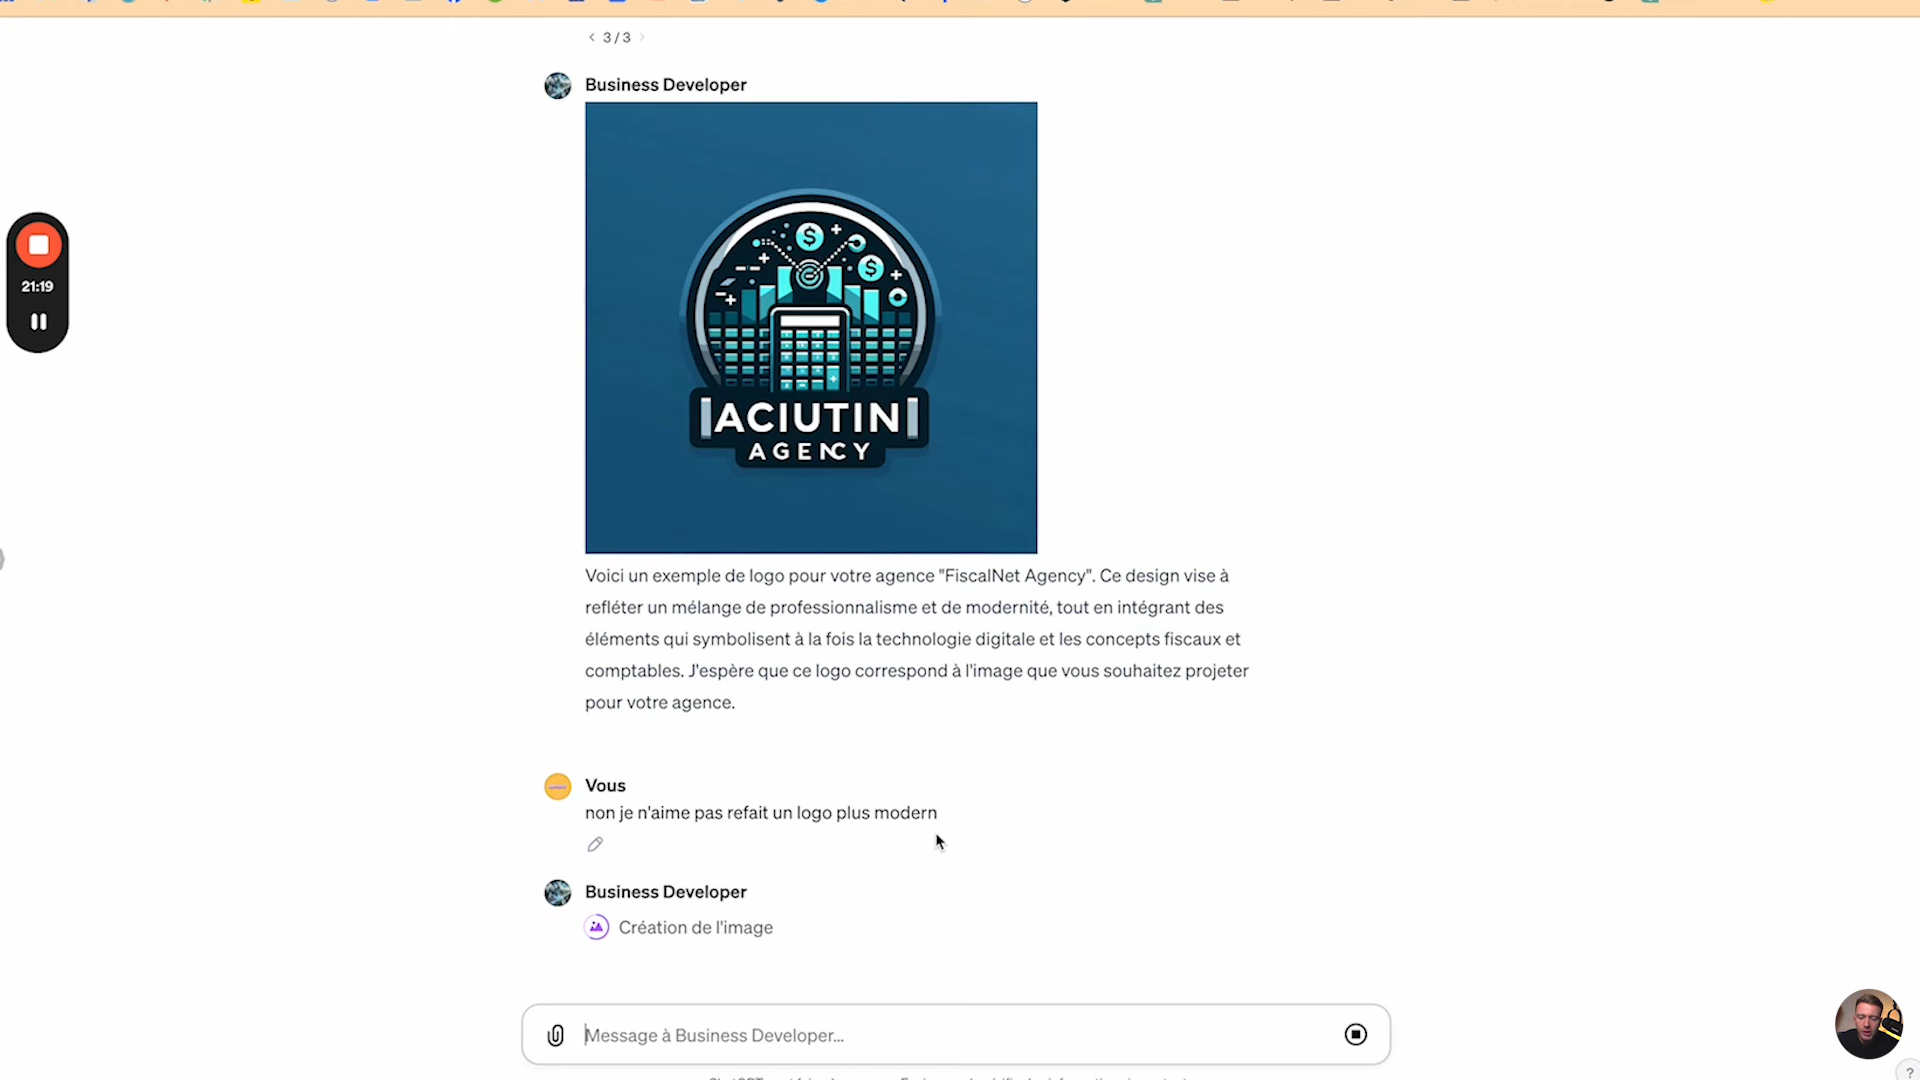 3 / 3
Business Developer
ACIUTIN
AGENCY
Voici un exemple de logo pour votre agence "FiscalNet Agency". Ce design vise à
refléter un mélange de professionnalisme et de modernité, tout en intégrant des
éléments qui symbolisent à la fois la technologie digitale et les concepts fiscaux et
comptables. J'espère que ce logo correspond à l'image que vous souhaitez projeter
pour votre agence.
21:19
Vous
non je n'aime pas refait un logo plus modern
Business Developer
Création de l'image
Message à Business Developer...
?